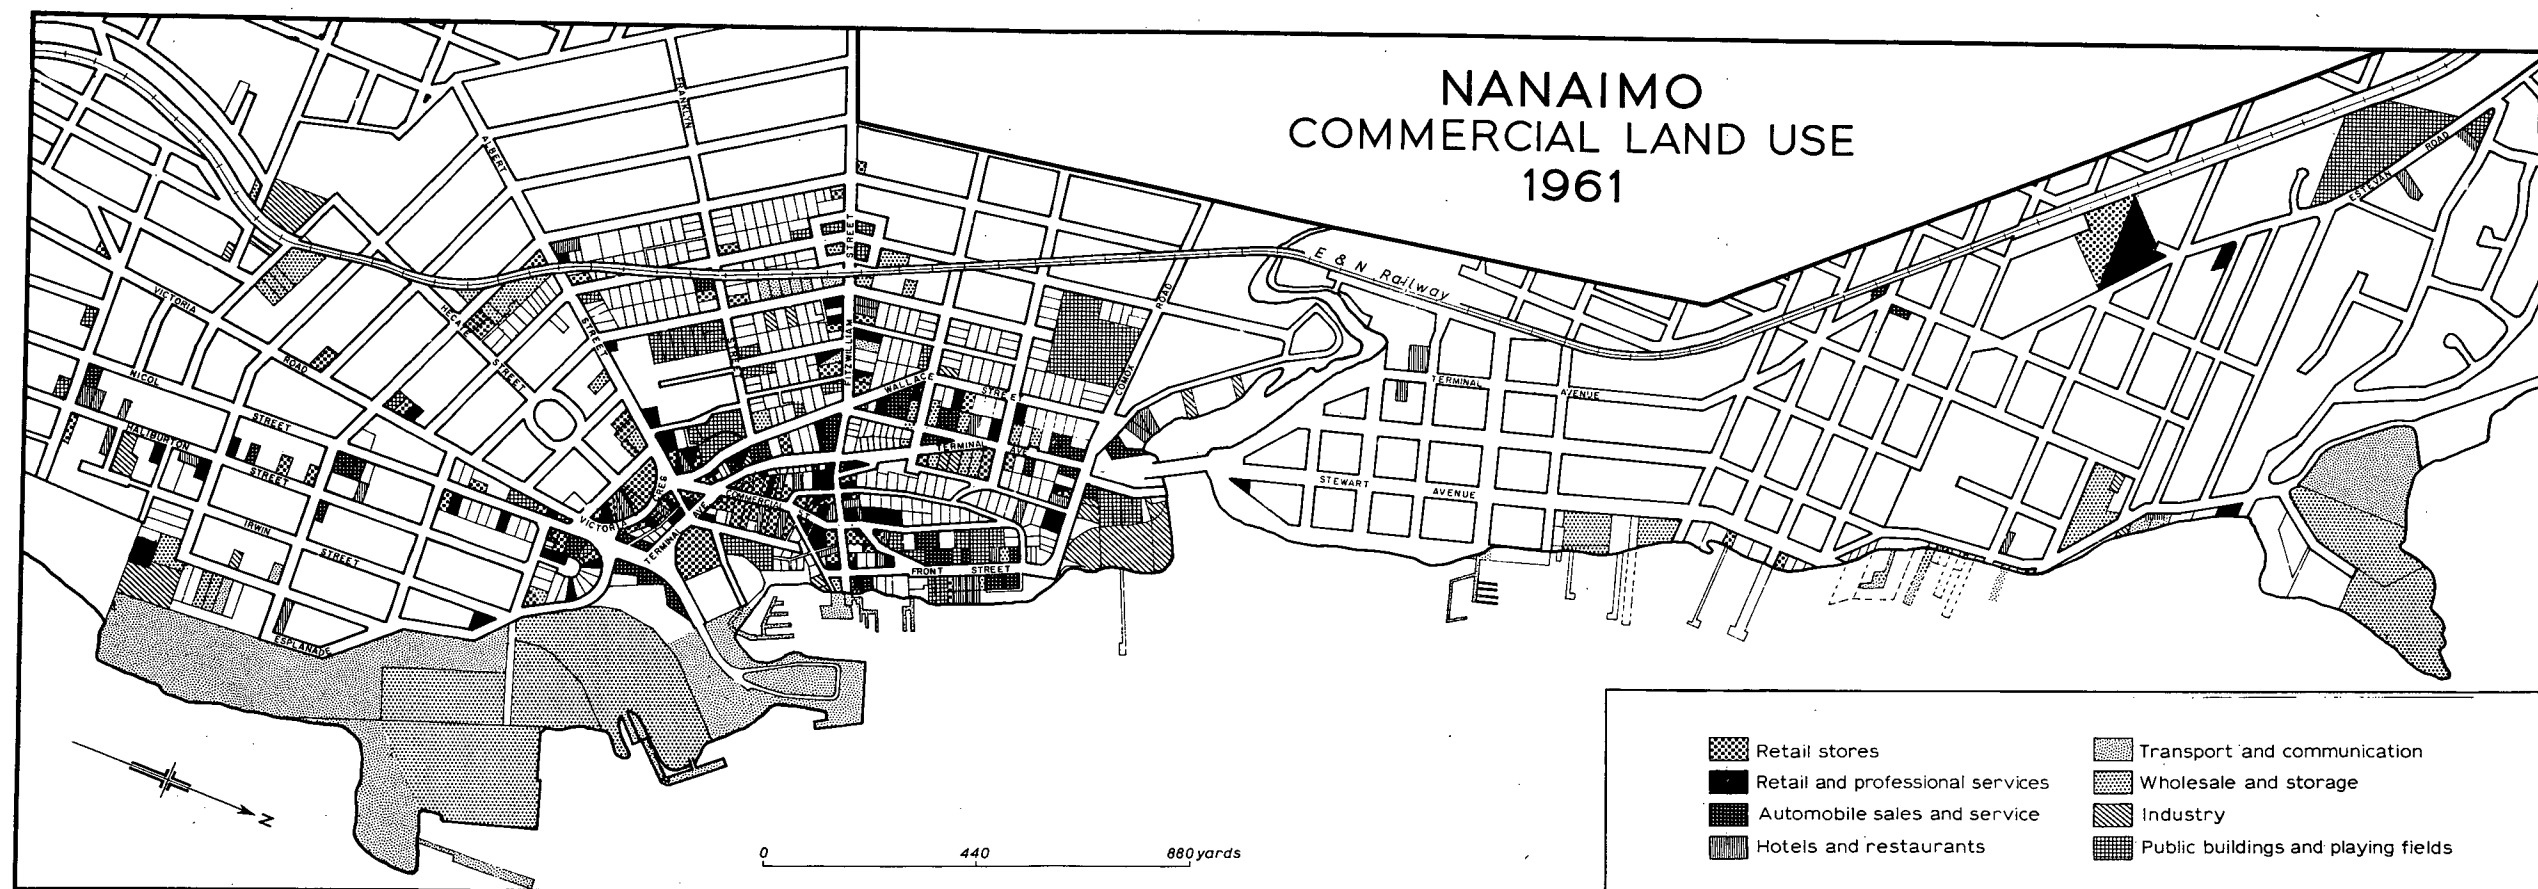 NANAIMO
COMMERCIAL LAND USE
1961
FRANKLYN
ALBERT
STREET
ESTEVAN ROAD
E & N Railway
VICTORIA
ROAD
HECATE
STREET
STREET
FITZWILLIAM
COMOX
ROAD
WALLACE
STREET
NICOL
STREET
TERMINAL
AVENUE
HALIBURTON
STREET
TERMINAL
AVE
STEWART
AVENUE
CRES
COMMERCIAL
ST
VICTORIA
TERMINAL AVE
IRWIN
STREET
FRONT STREET
ESPLANADE
N
0 440 880 yards
Retail stores
Retail and professional services
Automobile sales and service
Hotels and restaurants
Transport and communication
Wholesale and storage
Industry
Public buildings and playing fields